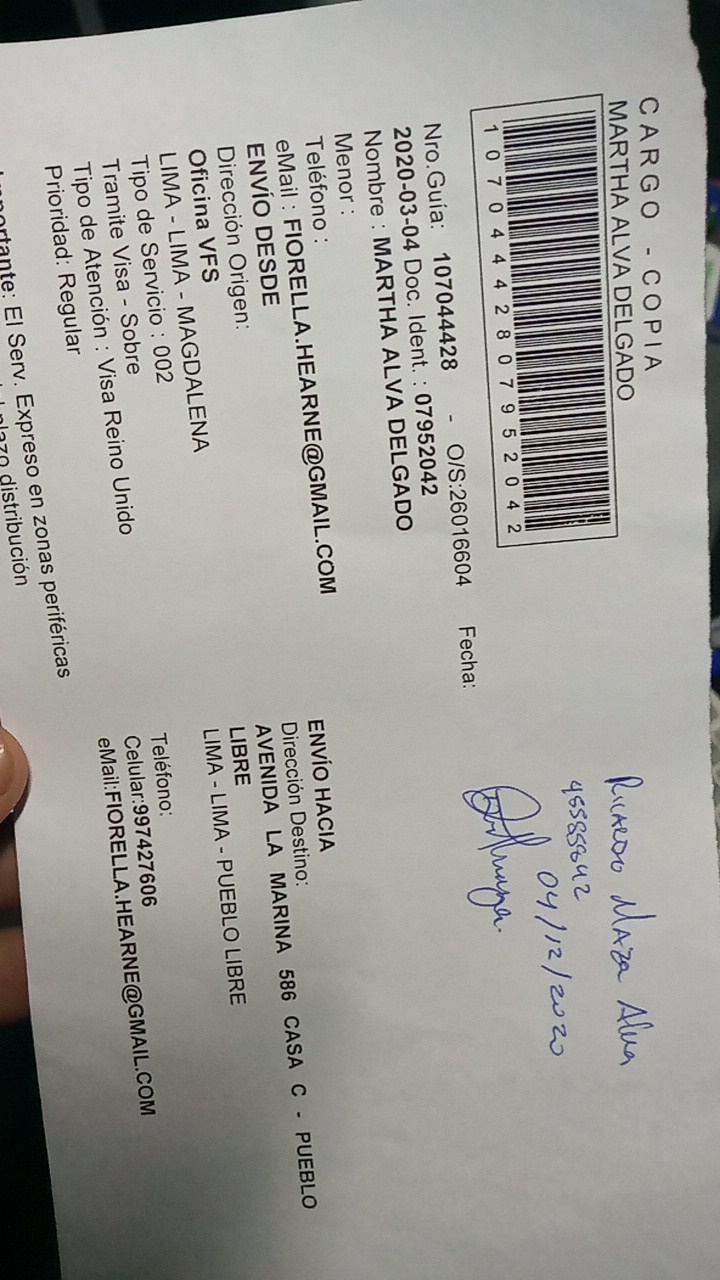 CARGO - COPIA
MARTHA ALVA DELGADO
10704442807952042
Nro.Guía: 107044428 - O/S:26016604 Fecha:
2020-03-04 Doc. Ident. : 07952042
Nombre : MARTHA ALVA DELGADO
Menor :
Teléfono :
eMail : FIORELLA.HEARNE@GMAIL.COM
ENVÍO DESDE
Dirección Origen:
Oficina VFS
LIMA - LIMA - MAGDALENA
Tipo de Servicio : 002
Tramite Visa - Sobre
Tipo de Atención : Visa Reino Unido
Prioridad: Regular
: El Serv. Expreso en zonas periféricas
plazo distribución
Ricardo Maza Alva
45585642
04/12/2020
ENVÍO HACIA
Dirección Destino:
AVENIDA LA MARINA 586 CASA C - PUEBLO
LIBRE
LIMA - LIMA - PUEBLO LIBRE
Teléfono:
Celular:997427606
eMail:FIORELLA.HEARNE@GMAIL.COM